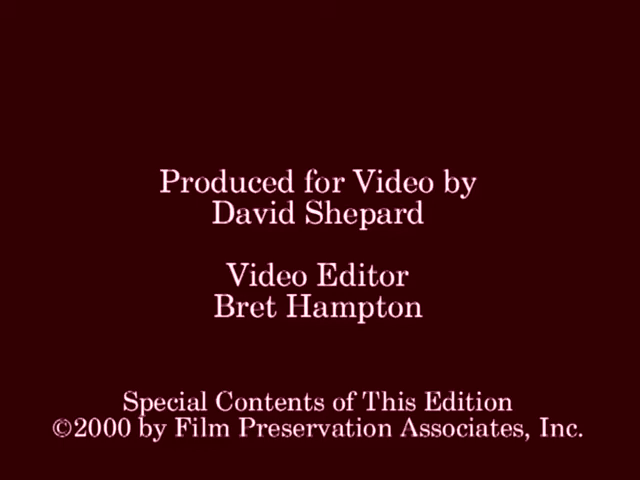 Produced for Video by
David Shepard
Video Editor
Bret Hampton
Special Contents of This Edition
©2000 by Film Preservation Associates, Inc.